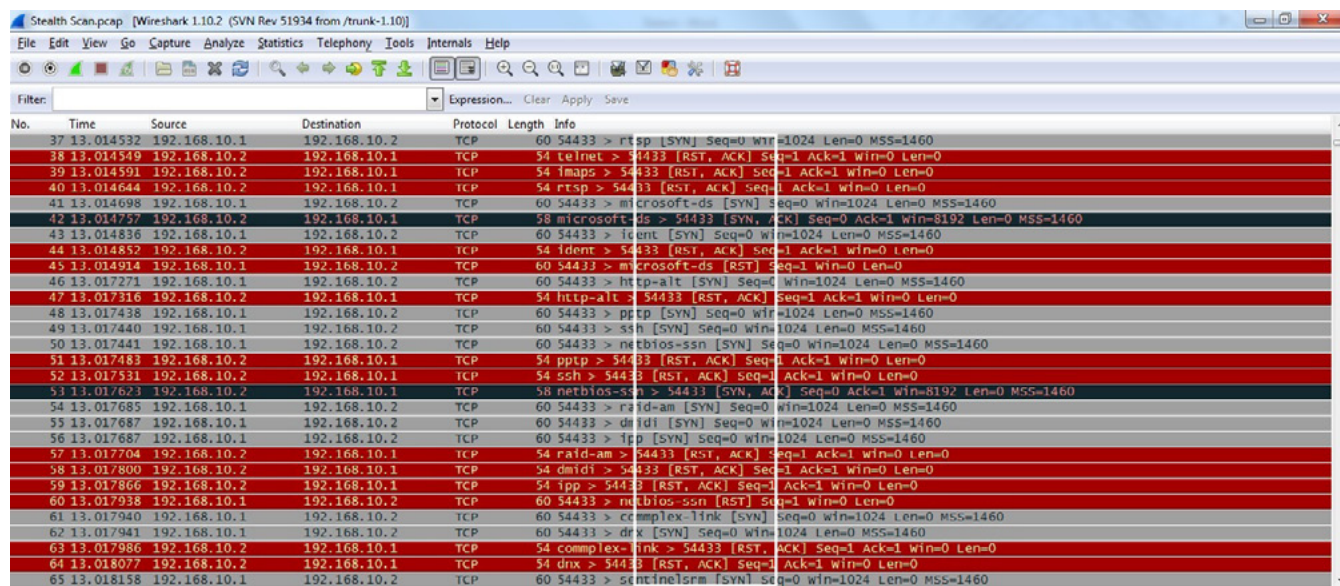 Stealth Scan.pcap [Wireshark 1.10.2 (SVN Rev 51934 from /trunk-1.10)]
File Edit View Go Capture Analyze Statistics Telephony Tools Internals Help
Filter: Expression... Clear Apply Save
No. Time Source Destination Protocol Length Info
37 13.014532 192.168.10.1 192.168.10.2 TCP 60 54433 > rtsp [SYN] Seq=0 Win=1024 Len=0 MSS=1460
38 13.014549 192.168.10.2 192.168.10.1 TCP 54 telnet > 54433 [RST, ACK] Seq=1 Ack=1 Win=0 Len=0
39 13.014591 192.168.10.2 192.168.10.1 TCP 54 imaps > 54433 [RST, ACK] Seq=1 Ack=1 Win=0 Len=0
40 13.014644 192.168.10.2 192.168.10.1 TCP 54 rtsp > 54433 [RST, ACK] Seq=1 Ack=1 Win=0 Len=0
41 13.014698 192.168.10.1 192.168.10.2 TCP 60 54433 > microsoft-ds [SYN] Seq=0 Win=1024 Len=0 MSS=1460
42 13.014757 192.168.10.2 192.168.10.1 TCP 58 microsoft-ds > 54433 [SYN, ACK] Seq=0 Ack=1 Win=8192 Len=0 MSS=1460
43 13.014836 192.168.10.1 192.168.10.2 TCP 60 54433 > ident [SYN] Seq=0 Win=1024 Len=0 MSS=1460
44 13.014852 192.168.10.2 192.168.10.1 TCP 54 ident > 54433 [RST, ACK] Seq=1 Ack=1 Win=0 Len=0
45 13.014914 192.168.10.1 192.168.10.2 TCP 60 54433 > microsoft-ds [RST] Seq=1 Win=0 Len=0
46 13.017271 192.168.10.1 192.168.10.2 TCP 60 54433 > http-alt [SYN] Seq=0 Win=1024 Len=0 MSS=1460
47 13.017316 192.168.10.2 192.168.10.1 TCP 54 http-alt > 54433 [RST, ACK] Seq=1 Ack=1 Win=0 Len=0
48 13.017438 192.168.10.1 192.168.10.2 TCP 60 54433 > pptp [SYN] Seq=0 Win=1024 Len=0 MSS=1460
49 13.017440 192.168.10.1 192.168.10.2 TCP 60 54433 > ssh [SYN] Seq=0 Win=1024 Len=0 MSS=1460
50 13.017441 192.168.10.1 192.168.10.2 TCP 60 54433 > netbios-ssn [SYN] Seq=0 Win=1024 Len=0 MSS=1460
51 13.017483 192.168.10.2 192.168.10.1 TCP 54 pptp > 54433 [RST, ACK] Seq=1 Ack=1 Win=0 Len=0
52 13.017531 192.168.10.2 192.168.10.1 TCP 54 ssh > 54433 [RST, ACK] Seq=1 Ack=1 Win=0 Len=0
53 13.017623 192.168.10.2 192.168.10.1 TCP 58 netbios-ssn > 54433 [SYN, ACK] Seq=0 Ack=1 Win=8192 Len=0 MSS=1460
54 13.017685 192.168.10.1 192.168.10.2 TCP 60 54433 > raid-am [SYN] Seq=0 Win=1024 Len=0 MSS=1460
55 13.017687 192.168.10.1 192.168.10.2 TCP 60 54433 > dmidi [SYN] Seq=0 Win=1024 Len=0 MSS=1460
56 13.017687 192.168.10.1 192.168.10.2 TCP 60 54433 > ipp [SYN] Seq=0 Win=1024 Len=0 MSS=1460
57 13.017704 192.168.10.2 192.168.10.1 TCP 54 raid-am > 54433 [RST, ACK] Seq=1 Ack=1 Win=0 Len=0
58 13.017800 192.168.10.2 192.168.10.1 TCP 54 dmidi > 54433 [RST, ACK] Seq=1 Ack=1 Win=0 Len=0
59 13.017866 192.168.10.2 192.168.10.1 TCP 54 ipp > 54433 [RST, ACK] Seq=1 Ack=1 Win=0 Len=0
60 13.017938 192.168.10.1 192.168.10.2 TCP 60 54433 > netbios-ssn [RST] Seq=1 Win=0 Len=0
61 13.017940 192.168.10.1 192.168.10.2 TCP 60 54433 > commplex-link [SYN] Seq=0 Win=1024 Len=0 MSS=1460
62 13.017941 192.168.10.1 192.168.10.2 TCP 60 54433 > dnx [SYN] Seq=0 Win=1024 Len=0 MSS=1460
63 13.017986 192.168.10.2 192.168.10.1 TCP 54 commplex-link > 54433 [RST, ACK] Seq=1 Ack=1 Win=0 Len=0
64 13.018077 192.168.10.2 192.168.10.1 TCP 54 dnx > 54433 [RST, ACK] Seq=1 Ack=1 Win=0 Len=0
65 13.018158 192.168.10.1 192.168.10.2 TCP 60 54433 > sentinelsrm [SYN] Seq=0 Win=1024 Len=0 MSS=1460